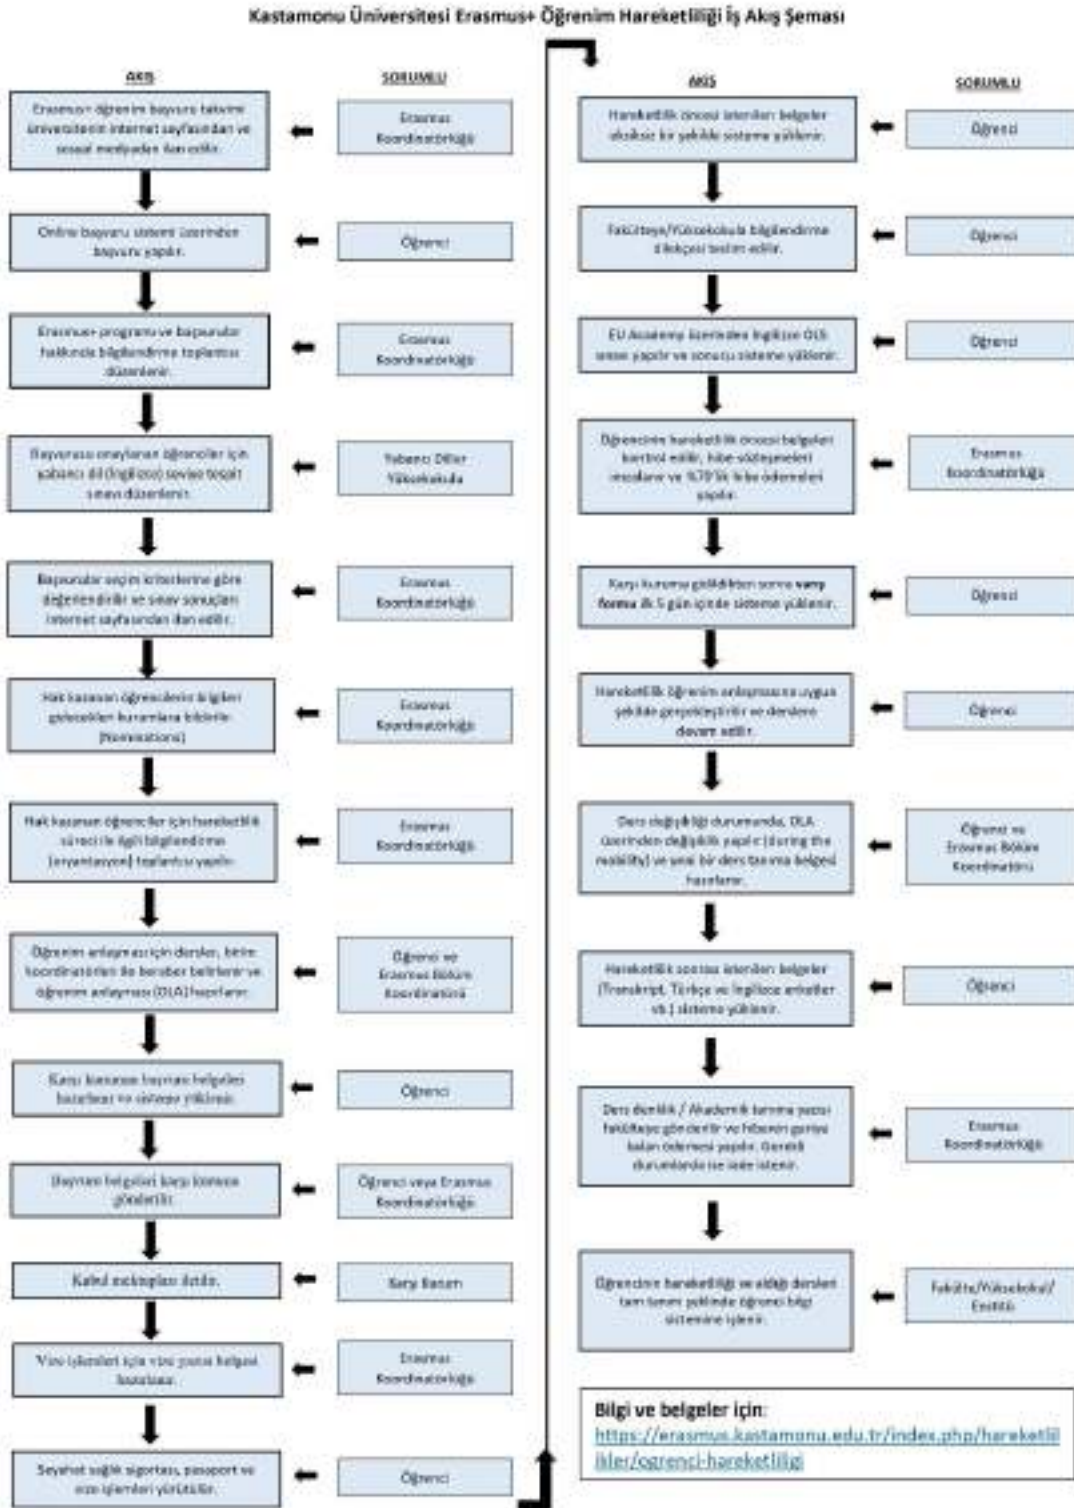 Kastamonu Üniversitesi Erasmus+ Öğrenim Hareketliliği İş Akış Şeması
AKIŞ
SORUMLU
Erasmus+ öğrenim başvuru takvimi
üniversitenin internet sayfasından ve
sosyal medyadan ilan edilir.
Erasmus
Koordinatörlüğü
Online başvuru sistemi üzerinden
başvuru yapılır.
Öğrenci
Erasmus+ programı ve başvurular
hakkında bilgilendirme toplantısı
düzenlenir.
Erasmus
Koordinatörlüğü
Başvurusu onaylanan öğrenciler için
yabancı dil (İngilizce) seviye tespit
sınavı düzenlenir.
Yabancı Diller
Yüksekokulu
Başvurular seçim kriterlerine göre
değerlendirilir ve sınav sonuçları
internet sayfasından ilan edilir.
Erasmus
Koordinatörlüğü
Hak kazanan öğrencilerin bilgileri
gidecekleri kurumlara bildirilir.
(Nominations)
Erasmus
Koordinatörlüğü
Hak kazanan öğrenciler için hareketlilik
süreci ile ilgili bilgilendirme
(oryantasyon) toplantısı yapılır.
Erasmus
Koordinatörlüğü
Öğrenim anlaşması için dersler, birim
koordinatörleri ile beraber belirlenir ve
öğrenim anlaşması (OLA) hazırlanır.
Öğrenci ve
Erasmus Bölüm
Koordinatörü
Karşı kurumun başvuru belgeleri
hazırlanır ve sisteme yüklenir.
Öğrenci
Başvuru belgeleri karşı kuruma
gönderilir.
Öğrenci veya Erasmus
Koordinatörlüğü
Kabul mektupları iletilir.
Karşı Kurum
Vize işlemleri için vize yazısı belgesi
hazırlanır.
Erasmus
Koordinatörlüğü
Seyahat sağlık sigortası, pasaport ve
vize işlemleri yürütülür.
Öğrenci
AKIŞ
SORUMLU
Hareketlilik öncesi istenilen belgeler
eksiksiz bir şekilde sisteme yüklenir.
Öğrenci
Fakülteye/Yüksekokula bilgilendirme
dilekçesi teslim edilir.
Öğrenci
EU Academy üzerinden İngilizce OLS
sınavı yapılır ve sonucu sisteme yüklenir.
Öğrenci
Öğrencinin hareketlilik öncesi belgeleri
kontrol edilir, hibe sözleşmeleri
imzalanır ve %70'lik hibe ödemeleri
yapılır.
Erasmus
Koordinatörlüğü
Karşı kuruma gidildikten sonra varış
formu ilk 5 gün içinde sisteme yüklenir.
Öğrenci
Hareketlilik öğrenim anlaşmasına uygun
şekilde gerçekleştirilir ve derslere
devam edilir.
Öğrenci
Ders değişikliği durumunda, OLA
üzerinden değişiklik yapılır (during the
mobility) ve yeni bir ders tanıma belgesi
hazırlanır.
Öğrenci ve
Erasmus Bölüm
Koordinatörü
Hareketlilik sonrası istenilen belgeler
(Transkript, Türkçe ve İngilizce anketler
vb.) sisteme yüklenir.
Öğrenci
Ders denklik / Akademik tanıma yazısı
fakülteye gönderilir ve hibenin geriye
kalan ödemesi yapılır. Gerekli
durumlarda ise iade istenir.
Erasmus
Koordinatörlüğü
Öğrencinin hareketliliği ve aldığı dersleri
tam tanım şeklinde öğrenci bilgi
sistemine işlenir.
Fakülte/Yüksekokul/
Enstitü
Bilgi ve belgeler için:
https://erasmus.kastamonu.edu.tr/index.php/hareketlil
ikler/ogrenci-hareketliligi